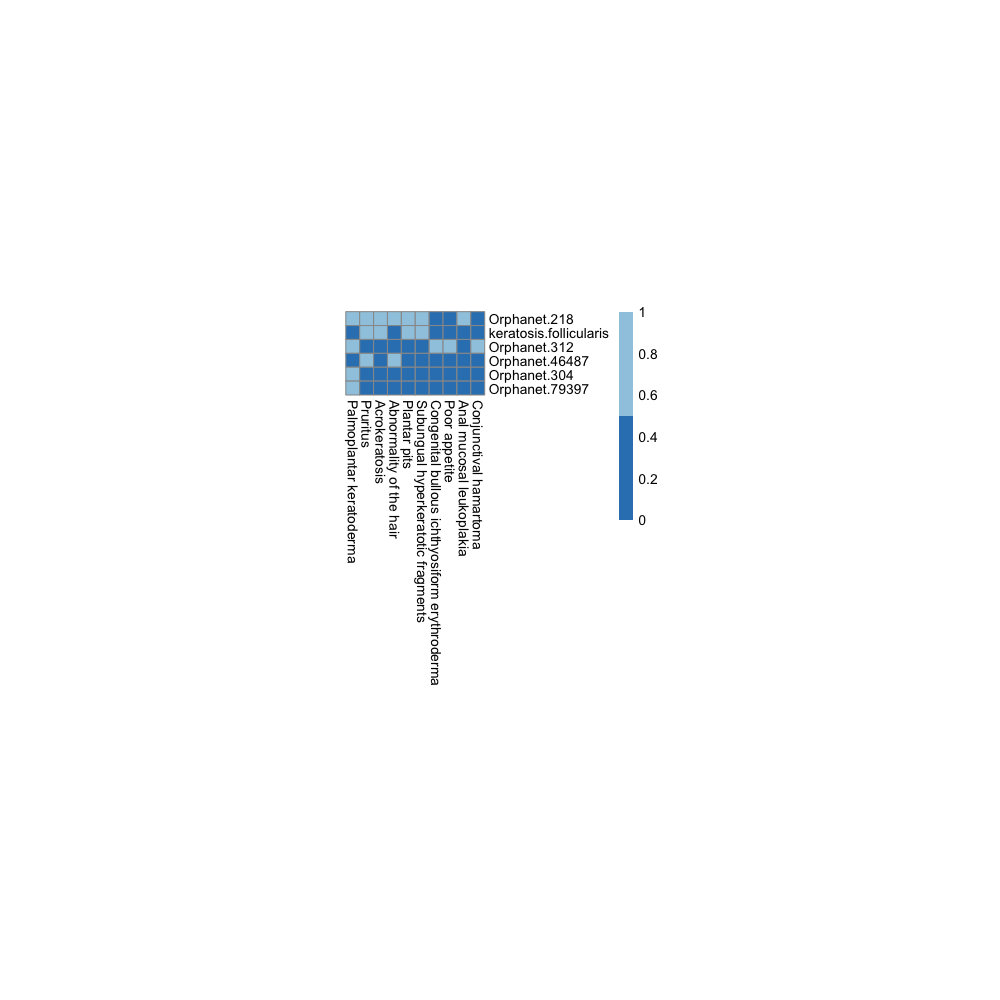 Orphanet.218
keratosis.follicularis
Orphanet.312
Orphanet.46487
Orphanet.304
Orphanet.79397
Palmoplantar keratoderma
Pruritus
Acrokeratosis
Abnormality of the hair
Plantar pits
Subungual hyperkeratotic fragments
Congenital bullous ichthyosiform erythroderma
Poor appetite
Anal mucosal leukoplakia
Conjunctival hamartoma
1
0.8
0.6
0.4
0.2
0